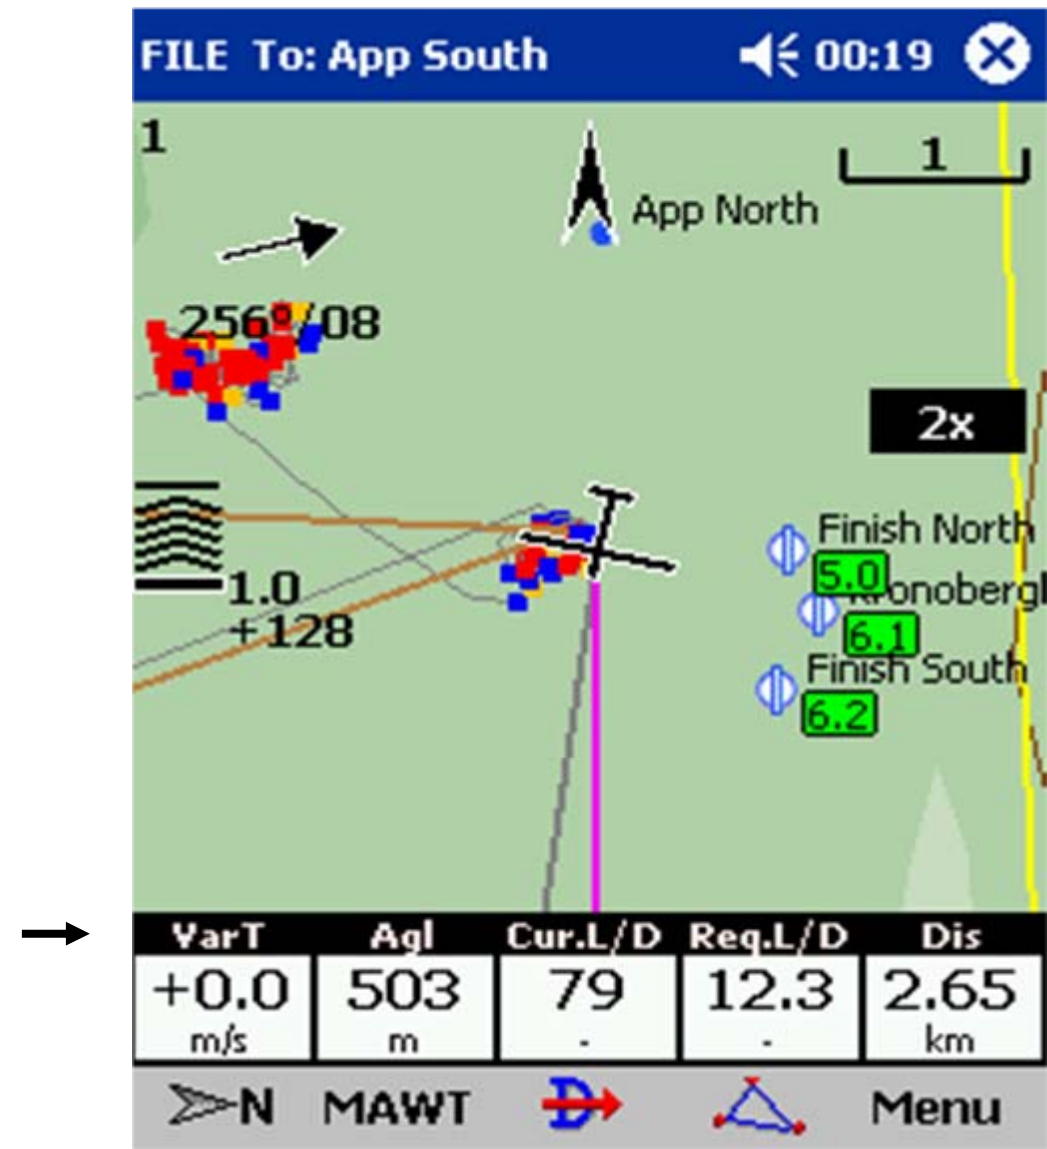 FILE To: App South 00:19
1
1
App North
256°/08
2x
Finish North
5.0
1.0
+128
6.1
Finish South
6.2
VarT Agl Cur.L/D Req.L/D Dis
+0.0 503 79 12.3 2.65
m/s m - - km
N MAWT D Menu